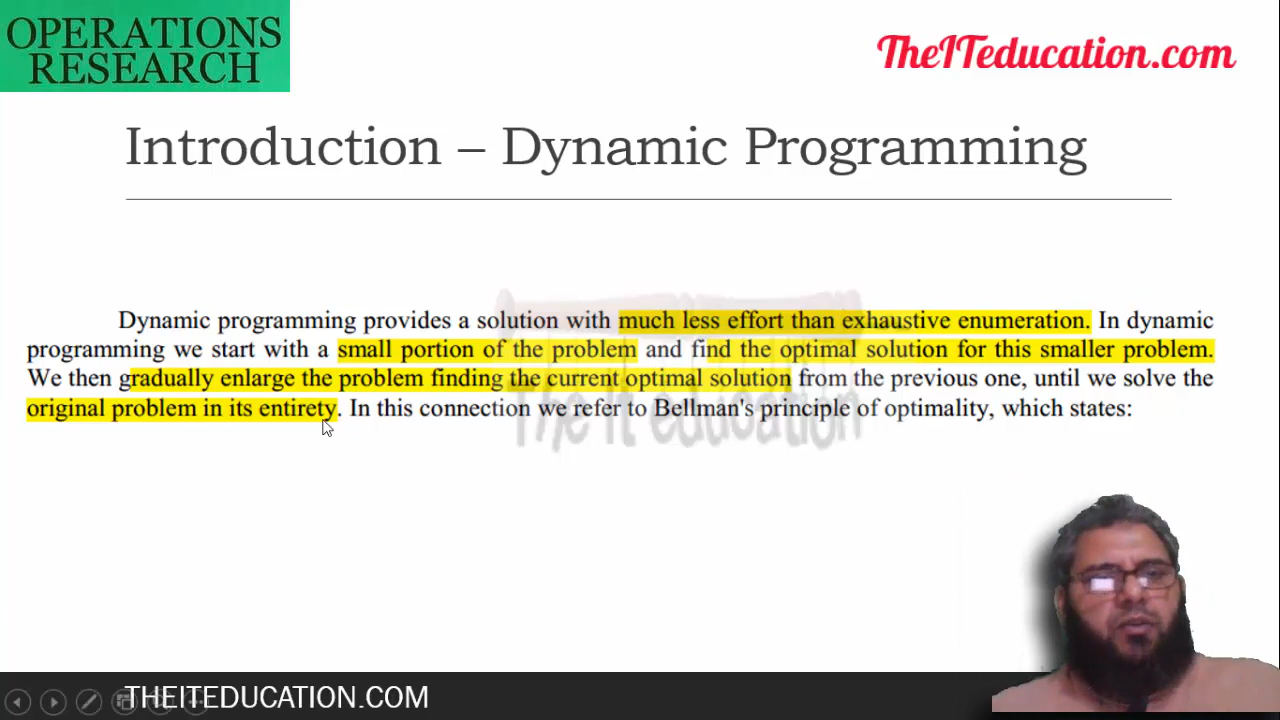 OPERATIONS
RESEARCH
TheITeducation.com
Introduction – Dynamic Programming
Dynamic programming provides a solution with much less effort than exhaustive enumeration. In dynamic
programming we start with a small portion of the problem and find the optimal solution for this smaller problem.
We then gradually enlarge the problem finding the current optimal solution from the previous one, until we solve the
original problem in its entirety. In this connection we refer to Bellman's principle of optimality, which states:
The It education
THEITEDUCATION.COM